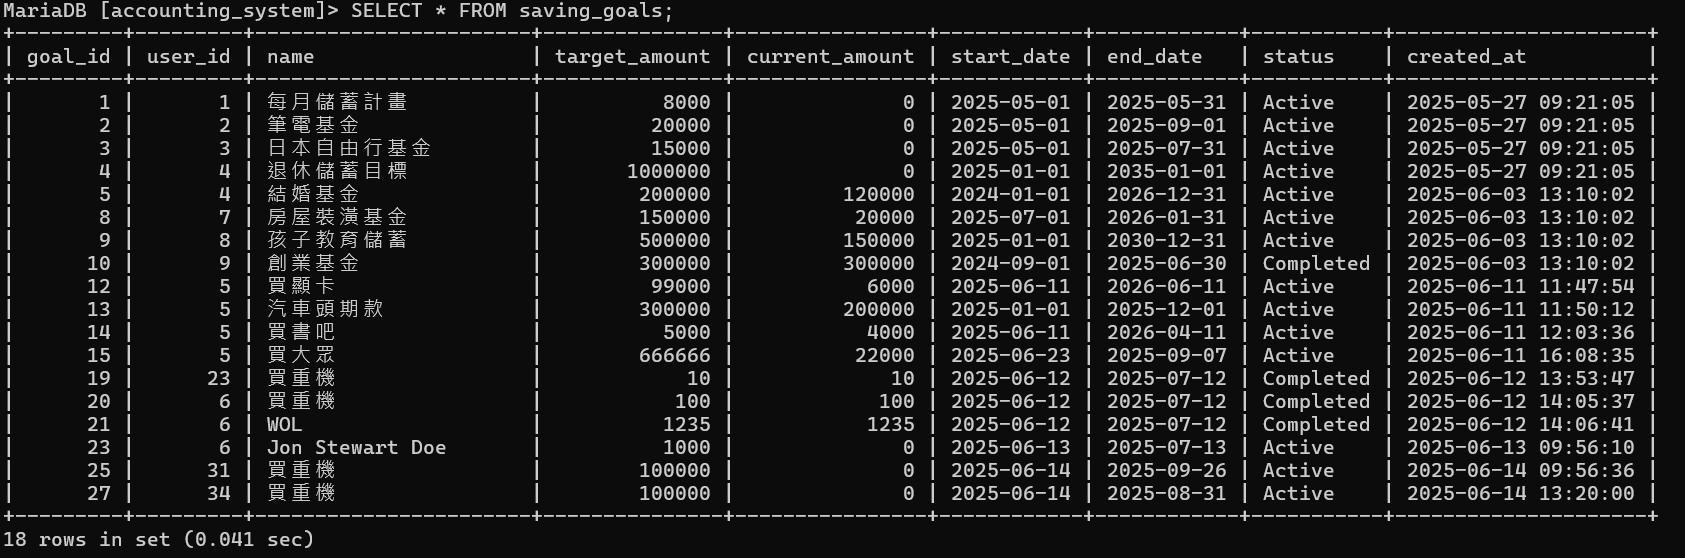 MariaDB [accounting_system]> SELECT * FROM saving_goals;
+---------+---------+-----------------------+---------------+----------------+------------+------------+-----------+---------------------+
| goal_id | user_id | name                  | target_amount | current_amount | start_date | end_date   | status    | created_at          |
+---------+---------+-----------------------+---------------+----------------+------------+------------+-----------+---------------------+
|       1 |       1 | 每月儲蓄計畫          |          8000 |              0 | 2025-05-01 | 2025-05-31 | Active    | 2025-05-27 09:21:05 |
|       2 |       2 | 筆電基金              |         20000 |              0 | 2025-05-01 | 2025-09-01 | Active    | 2025-05-27 09:21:05 |
|       3 |       3 | 日本自由行基金        |         15000 |              0 | 2025-05-01 | 2025-07-31 | Active    | 2025-05-27 09:21:05 |
|       4 |       4 | 退休儲蓄目標          |       1000000 |              0 | 2025-01-01 | 2035-01-01 | Active    | 2025-05-27 09:21:05 |
|       5 |       4 | 結婚基金              |        200000 |         120000 | 2024-01-01 | 2026-12-31 | Active    | 2025-06-03 13:10:02 |
|       8 |       7 | 房屋裝潢基金          |        150000 |          20000 | 2025-07-01 | 2026-01-31 | Active    | 2025-06-03 13:10:02 |
|       9 |       8 | 孩子教育儲蓄          |        500000 |         150000 | 2025-01-01 | 2030-12-31 | Active    | 2025-06-03 13:10:02 |
|      10 |       9 | 創業基金              |        300000 |         300000 | 2024-09-01 | 2025-06-30 | Completed | 2025-06-03 13:10:02 |
|      12 |       5 | 買顯卡                |         99000 |           6000 | 2025-06-11 | 2026-06-11 | Active    | 2025-06-11 11:47:54 |
|      13 |       5 | 汽車頭期款            |        300000 |         200000 | 2025-01-01 | 2025-12-01 | Active    | 2025-06-11 11:50:12 |
|      14 |       5 | 買書吧                |          5000 |           4000 | 2025-06-11 | 2026-04-11 | Active    | 2025-06-11 12:03:36 |
|      15 |       5 | 買大眾                |        666666 |          22000 | 2025-06-23 | 2025-09-07 | Active    | 2025-06-11 16:08:35 |
|      19 |      23 | 買重機                |            10 |             10 | 2025-06-12 | 2025-07-12 | Completed | 2025-06-12 13:53:47 |
|      20 |       6 | 買重機                |           100 |            100 | 2025-06-12 | 2025-07-12 | Completed | 2025-06-12 14:05:37 |
|      21 |       6 | WOL                   |          1235 |           1235 | 2025-06-12 | 2025-07-12 | Completed | 2025-06-12 14:06:41 |
|      23 |       6 | Jon Stewart Doe       |          1000 |              0 | 2025-06-13 | 2025-07-13 | Active    | 2025-06-13 09:56:10 |
|      25 |      31 | 買重機                |        100000 |              0 | 2025-06-14 | 2025-09-26 | Active    | 2025-06-14 09:56:36 |
|      27 |      34 | 買重機                |        100000 |              0 | 2025-06-14 | 2025-08-31 | Active    | 2025-06-14 13:20:00 |
+---------+---------+-----------------------+---------------+----------------+------------+------------+-----------+---------------------+
18 rows in set (0.041 sec)